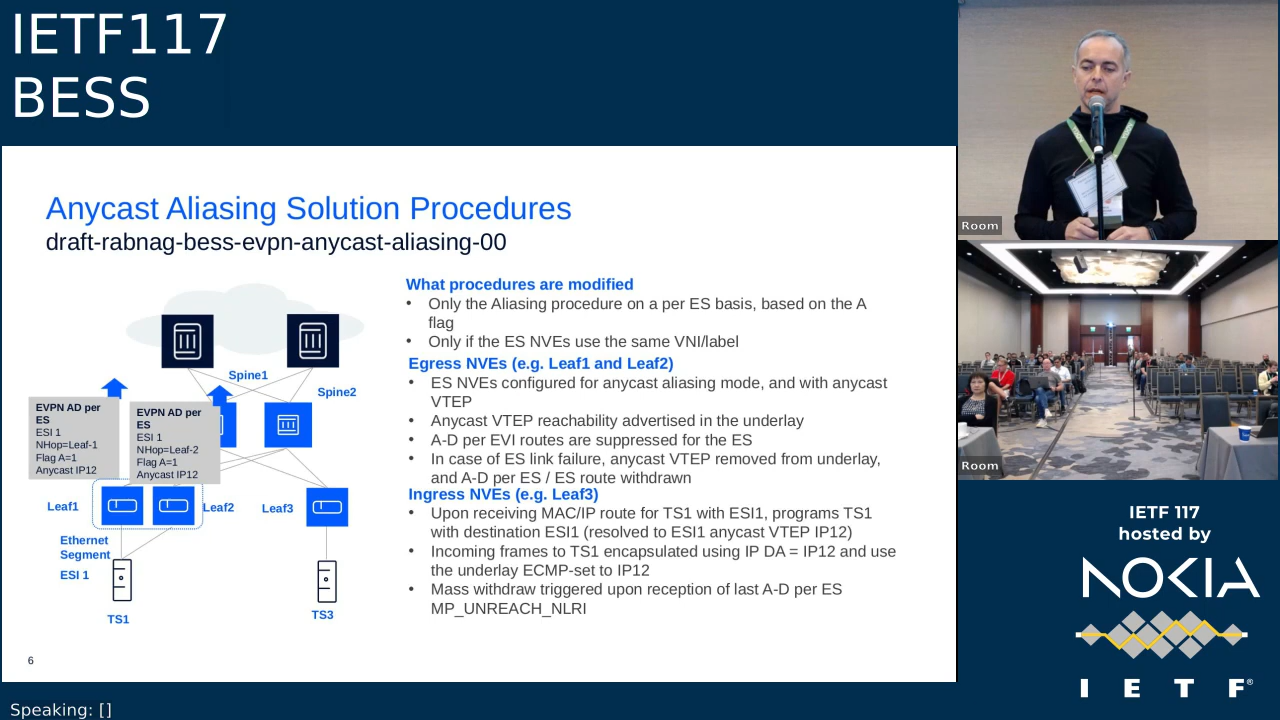 IETF117
BESS
Anycast Aliasing Solution Procedures
draft-rabnag-bess-evpn-anycast-aliasing-00
Spine1
Spine2
EVPN AD per
ES
ESI 1
NHop=Leaf-1
Flag A=1
Anycast IP12
EVPN AD per
ES
ESI 1
NHop=Leaf-2
Flag A=1
Anycast IP12
Leaf1
Leaf2
Leaf3
Ethernet
Segment
ESI 1
TS1
TS3
What procedures are modified
• Only the Aliasing procedure on a per ES basis, based on the A
flag
• Only if the ES NVEs use the same VNI/label
Egress NVEs (e.g. Leaf1 and Leaf2)
• ES NVEs configured for anycast aliasing mode, and with anycast
VTEP
• Anycast VTEP reachability advertised in the underlay
• A-D per EVI routes are suppressed for the ES
• In case of ES link failure, anycast VTEP removed from underlay,
and A-D per ES / ES route withdrawn
Ingress NVEs (e.g. Leaf3)
• Upon receiving MAC/IP route for TS1 with ESI1, programs TS1
with destination ESI1 (resolved to ESI1 anycast VTEP IP12)
• Incoming frames to TS1 encapsulated using IP DA = IP12 and use
the underlay ECMP-set to IP12
• Mass withdraw triggered upon reception of last A-D per ES
MP_UNREACH_NLRI
6
Speaking: []
Room
Room
IETF 117
hosted by
NOKIA
I E T F®